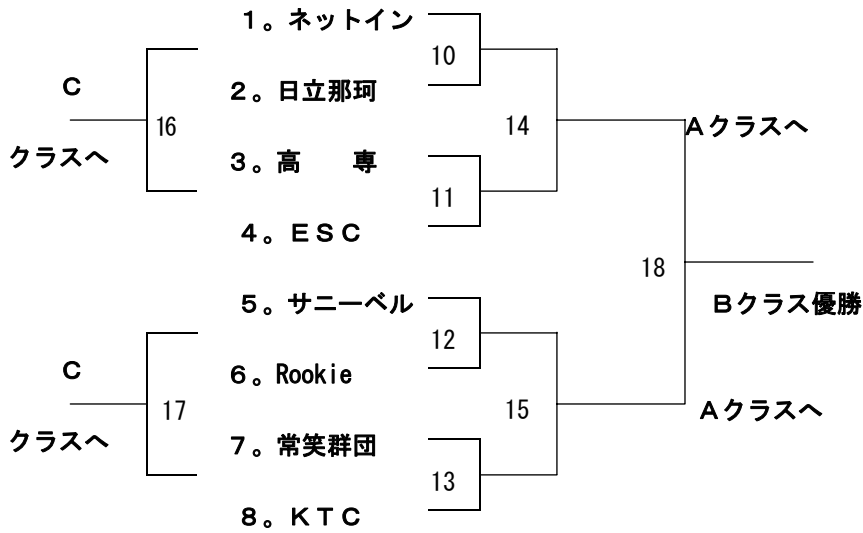 1。ネットイン
10
C
2。日立那珂
16
14
Aクラスへ
クラスへ
3。高　　専
11
4。ESC
18
5。サニーベル
Bクラス優勝
12
C
6。Rookie
17
15
Aクラスへ
クラスへ
7。常笑群団
13
8。KTC